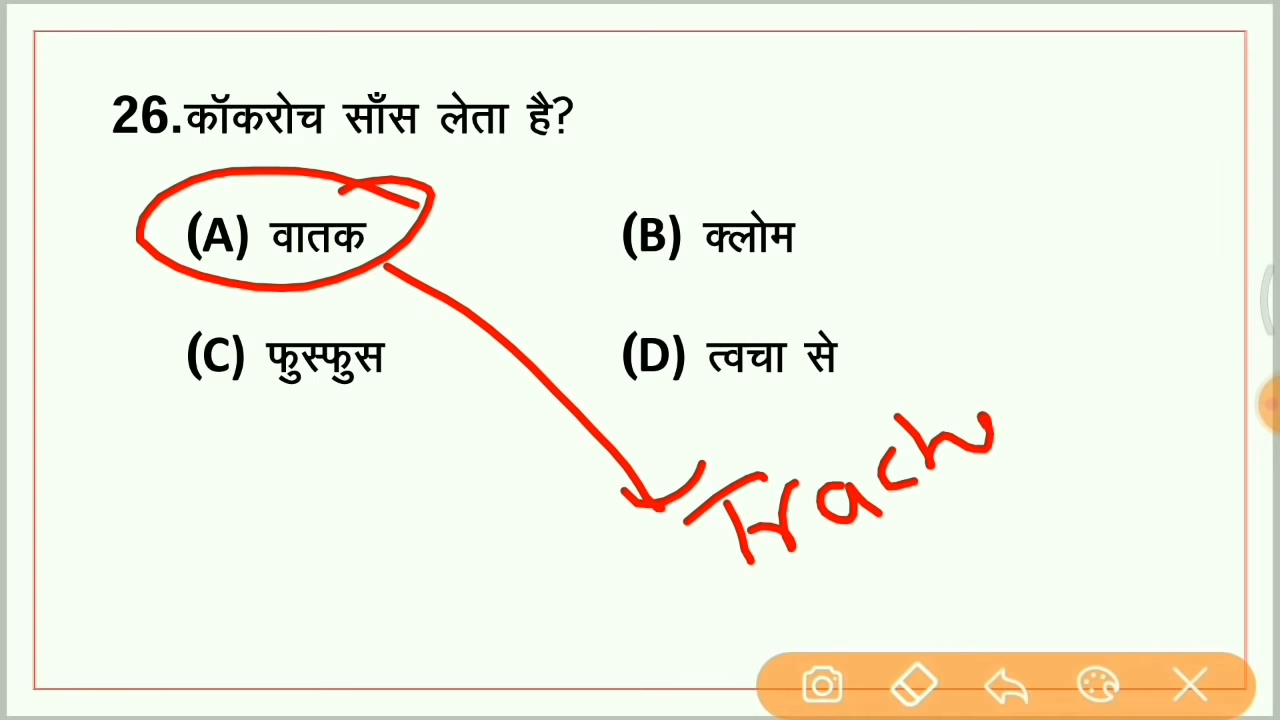 26.कॉकरोच साँस लेता है?
(A) वातक (B) क्लोम
(C) फुस्फुस (D) त्वचा से
Trach